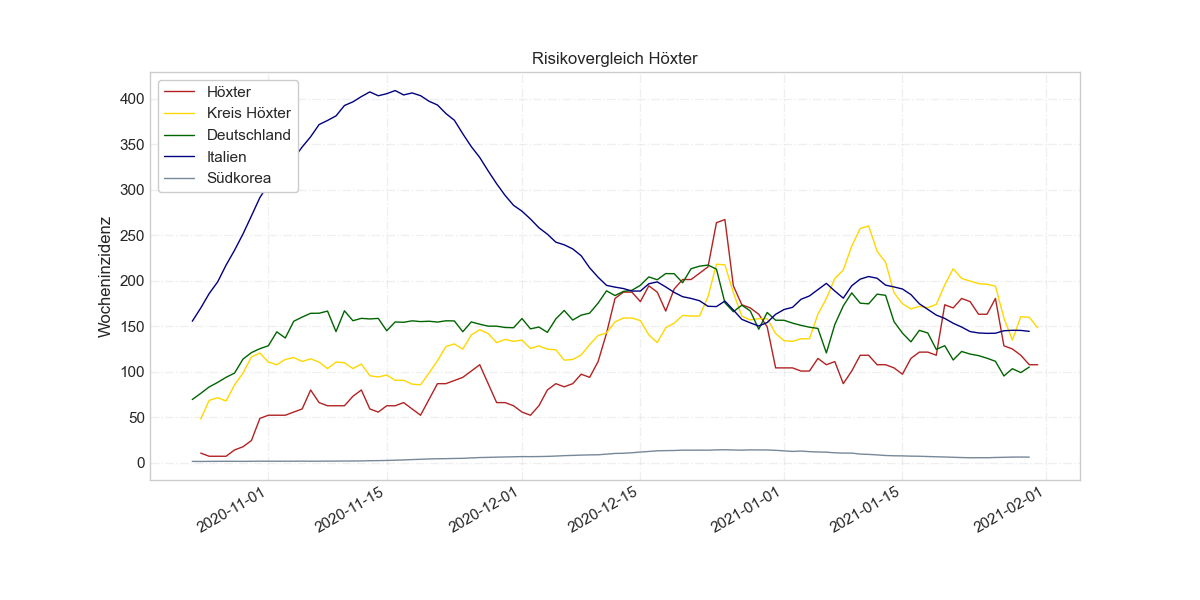 Risikovergleich Höxter
Wocheninzidenz
400
350
300
250
200
150
100
50
0
Höxter
Kreis Höxter
Deutschland
Italien
Südkorea
2020-11-01
2020-11-15
2020-12-01
2020-12-15
2021-01-01
2021-01-15
2021-02-01